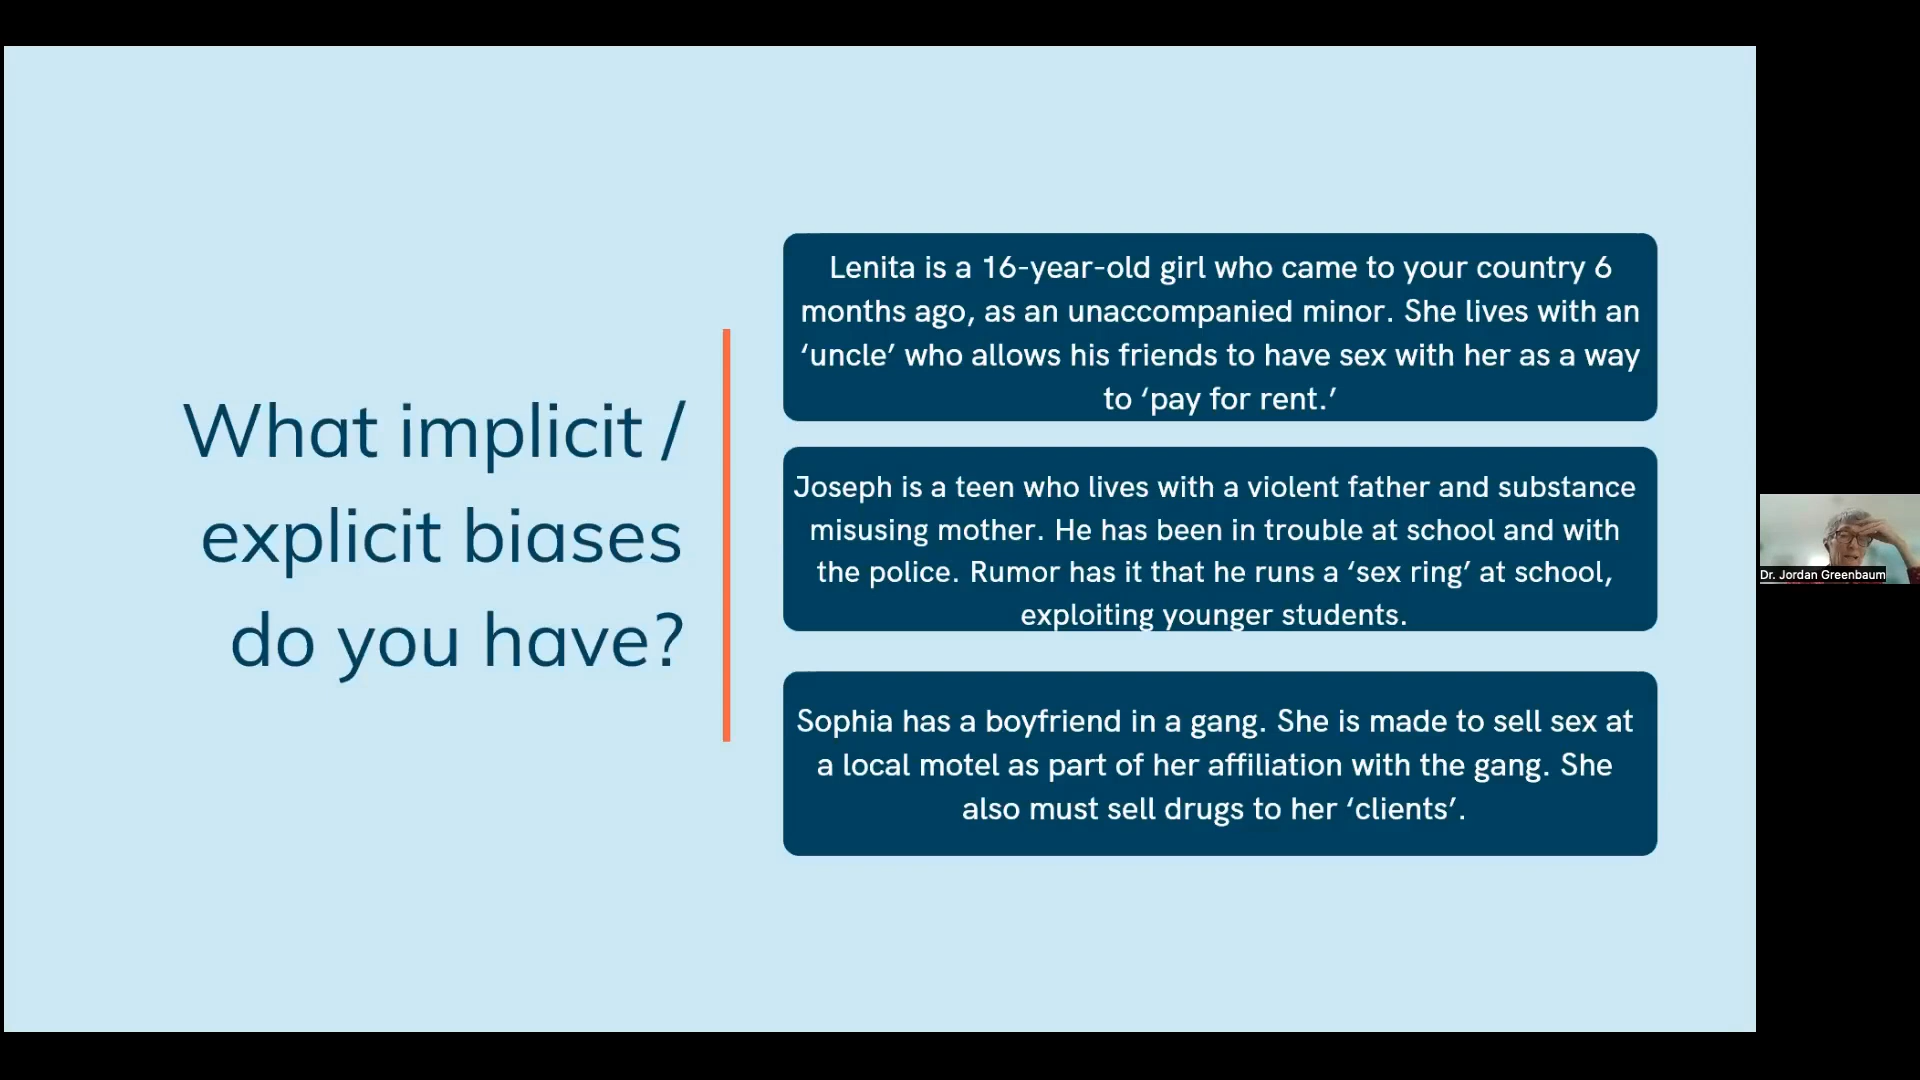 What implicit /
explicit biases
do you have?
Lenita is a 16-year-old girl who came to your country 6
months ago, as an unaccompanied minor. She lives with an
‘uncle’ who allows his friends to have sex with her as a way
to ‘pay for rent.’
Joseph is a teen who lives with a violent father and substance
misusing mother. He has been in trouble at school and with
the police. Rumor has it that he runs a ‘sex ring’ at school,
exploiting younger students.
Sophia has a boyfriend in a gang. She is made to sell sex at
a local motel as part of her affiliation with the gang. She
also must sell drugs to her ‘clients’.
Dr. Jordan Greenbaum